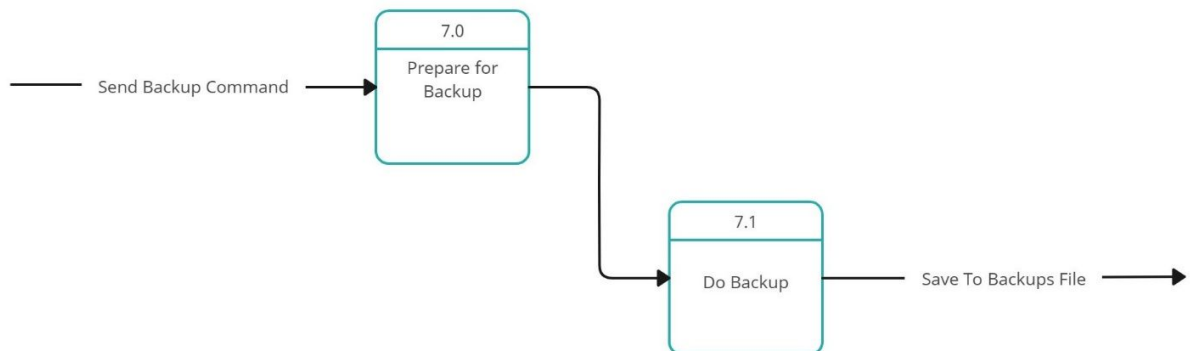 7.0
Send Backup Command
Prepare for
Backup
7.1
Do Backup
Save To Backups File